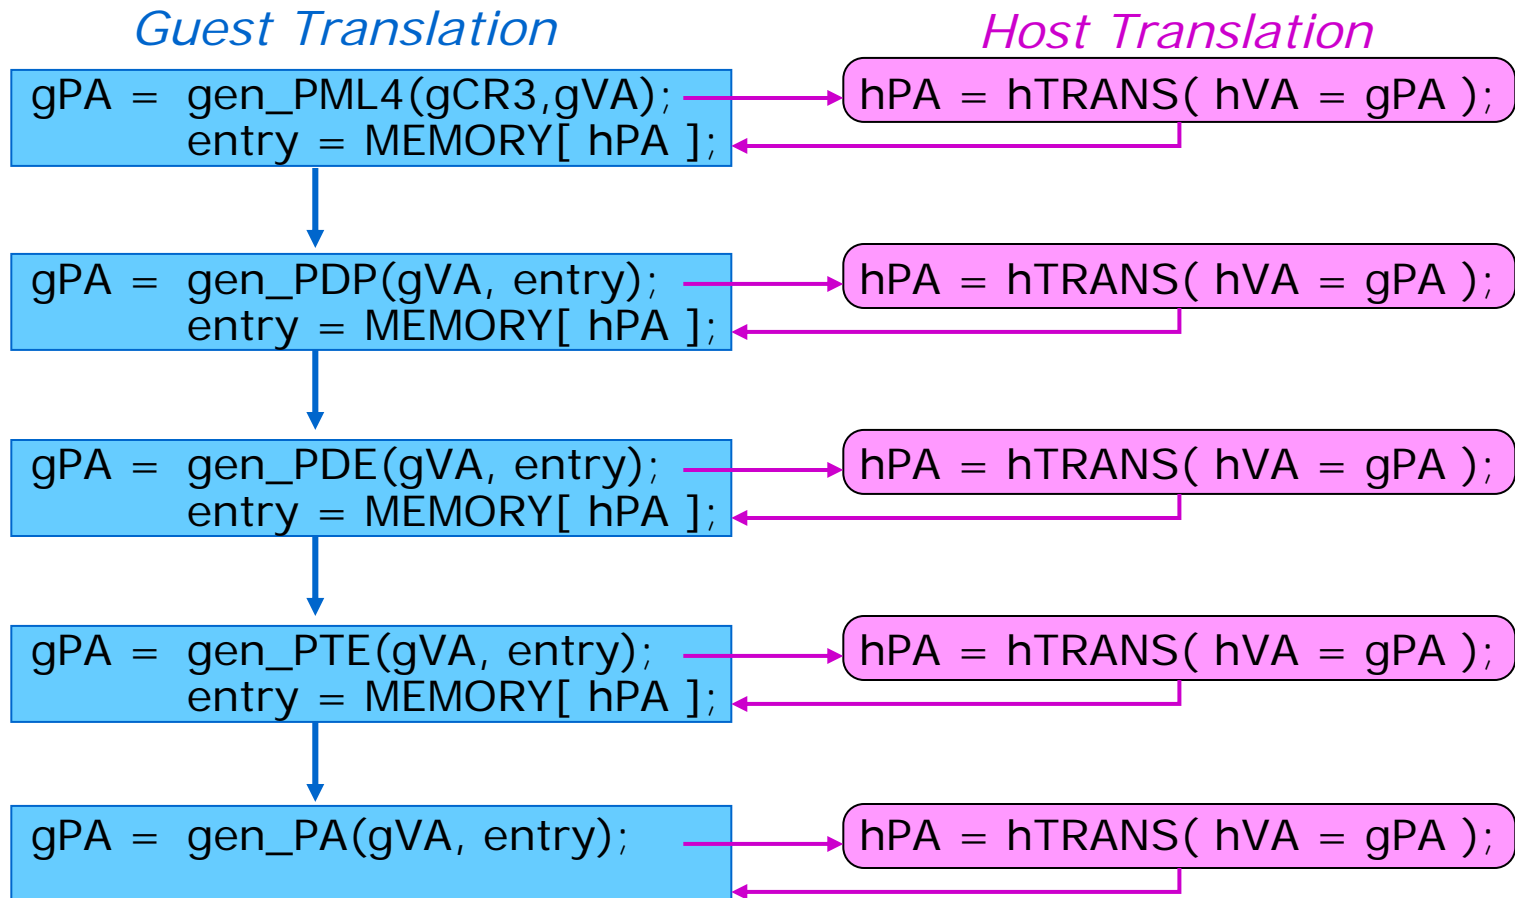 Guest Translation
Host Translation
gPA = gen_PML4(gCR3,gVA);
entry = MEMORY[ hPA ];
hPA = hTRANS( hVA = gPA );
gPA = gen_PDP(gVA, entry);
entry = MEMORY[ hPA ];
hPA = hTRANS( hVA = gPA );
gPA = gen_PDE(gVA, entry);
entry = MEMORY[ hPA ];
hPA = hTRANS( hVA = gPA );
gPA = gen_PTE(gVA, entry);
entry = MEMORY[ hPA ];
hPA = hTRANS( hVA = gPA );
gPA = gen_PA(gVA, entry);
hPA = hTRANS( hVA = gPA );